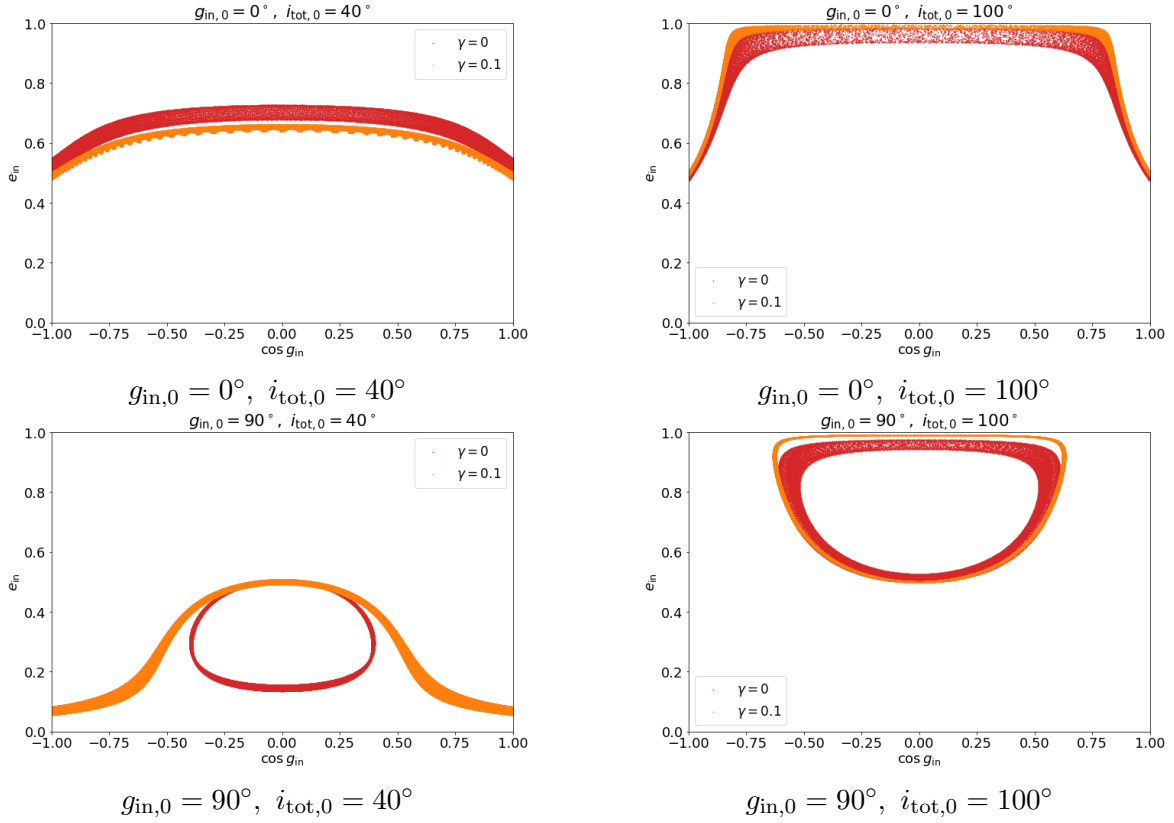 g_in,0 = 0°, i_tot,0 = 40°
1.0
0.8
0.6
0.4
0.2
0.0
e_in
γ = 0
γ = 0.1
−1.00 −0.75 −0.50 −0.25 0.00 0.25 0.50 0.75 1.00
cos g_in
g_in,0 = 0°, i_tot,0 = 40°
g_in,0 = 0°, i_tot,0 = 100°
1.0
0.8
0.6
0.4
0.2
0.0
e_in
γ = 0
γ = 0.1
−1.00 −0.75 −0.50 −0.25 0.00 0.25 0.50 0.75 1.00
cos g_in
g_in,0 = 0°, i_tot,0 = 100°
g_in,0 = 90°, i_tot,0 = 40°
1.0
0.8
0.6
0.4
0.2
0.0
e_in
γ = 0
γ = 0.1
−1.00 −0.75 −0.50 −0.25 0.00 0.25 0.50 0.75 1.00
cos g_in
g_in,0 = 90°, i_tot,0 = 40°
g_in,0 = 90°, i_tot,0 = 100°
1.0
0.8
0.6
0.4
0.2
0.0
e_in
γ = 0
γ = 0.1
−1.00 −0.75 −0.50 −0.25 0.00 0.25 0.50 0.75 1.00
cos g_in
g_in,0 = 90°, i_tot,0 = 100°